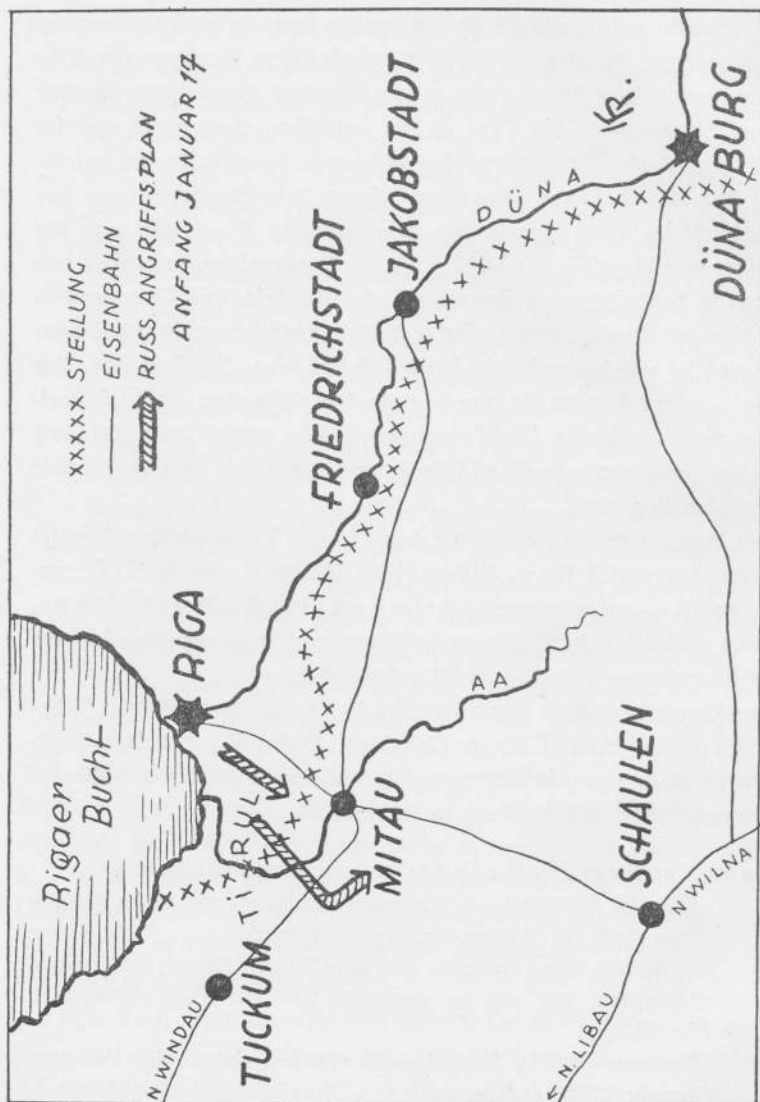 xxxxx STELLUNG
EISENBAHN
RUSS ANGRIFFSPLAN
ANFANG JANUAR 17
Rigaer
Bucht
RIGA
FRIEDRICHSTADT
JAKOBSTADT
DÜNA
KR.
DÜNABURG
N WINDAU
TUCKUM
TiRUL
MITAU
AA
SCHAULEN
N. LIBAU
N WILNA